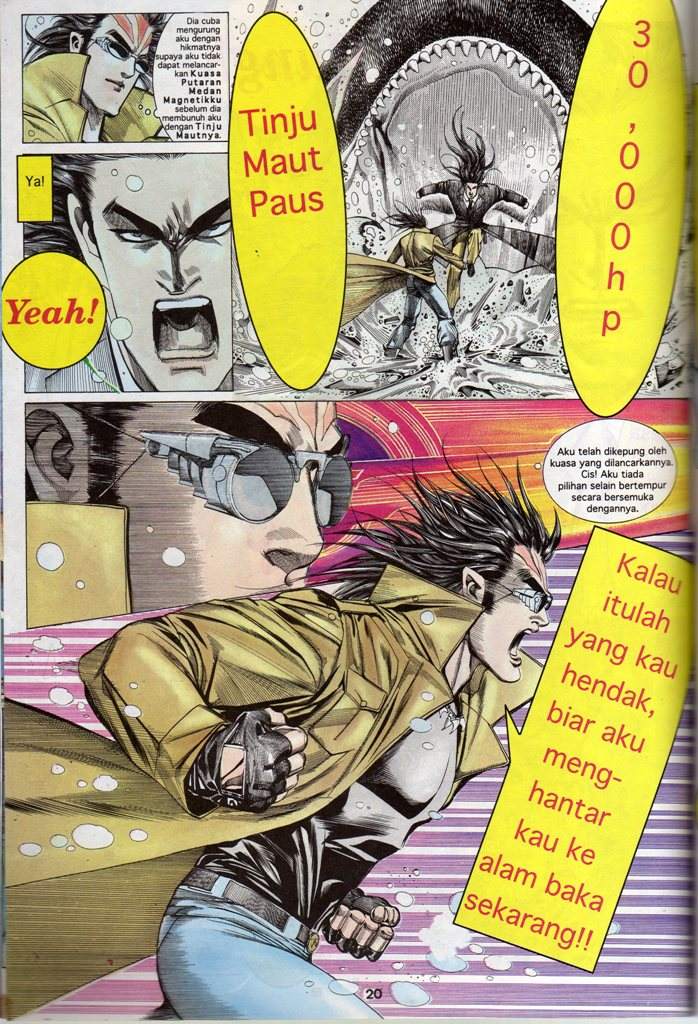 Dia cuba
mengurung
aku dengan
hikmatnya
supaya aku tidak
dapat melancar-
kan Kuasa
Putaran
Medan
Magnetikku
sebelum dia
membunuh
aku dengan Tinju
Mautnya.
Ya!
Yeah!
Tinju
Maut
Paus
30,000hp
Aku telah dikepung oleh
kuasa yang dilancarkannya.
Cis! Aku tiada
pilihan selain bertempur
secara bersemuka
dengannya.
Kalau
itulah
yang kau
hendak,
biar aku
meng-
hantar
kau ke
alam baka
sekarang!!
20